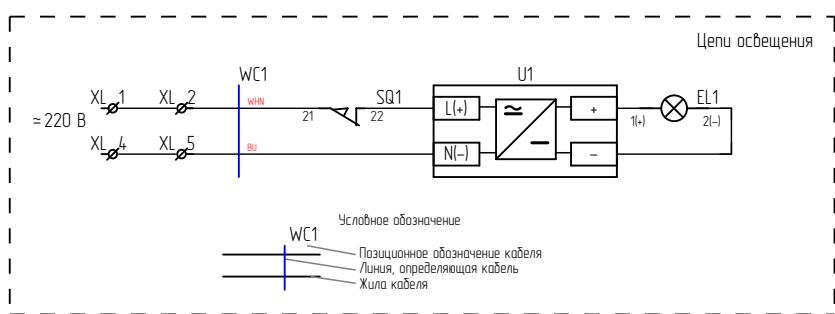 Цепи освещения
WC1
U1
XL 1
XL 2
WHN
21
SQ1
22
L(+)
+
1(+)
EL1
2(-)
≂220 В
XL 4
XL 5
BU
N(-)
-
Условное обозначение
WC1
Позиционное обозначение кабеля
Линия, определяющая кабель
Жила кабеля